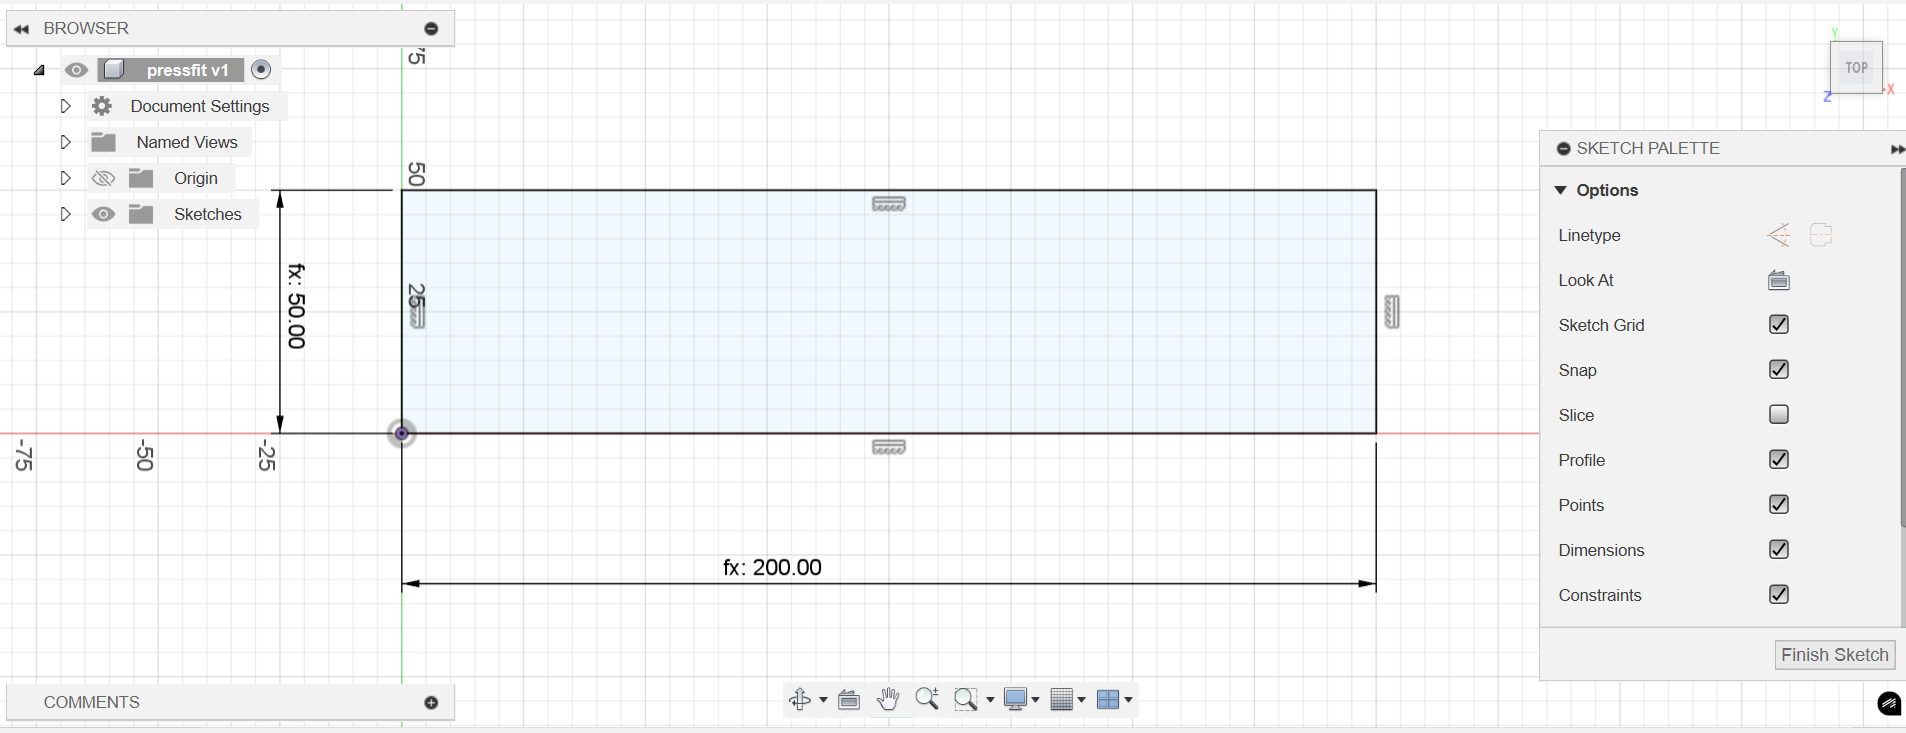 BROWSER
pressfit v1
Document Settings
Named Views
Origin
Sketches
75
50
25
fx: 50.00
-75
-50
-25
fx: 200.00
TOP
Y
X
Z
SKETCH PALETTE
Options
Linetype
Look At
Sketch Grid
Snap
Slice
Profile
Points
Dimensions
Constraints
Finish Sketch
COMMENTS